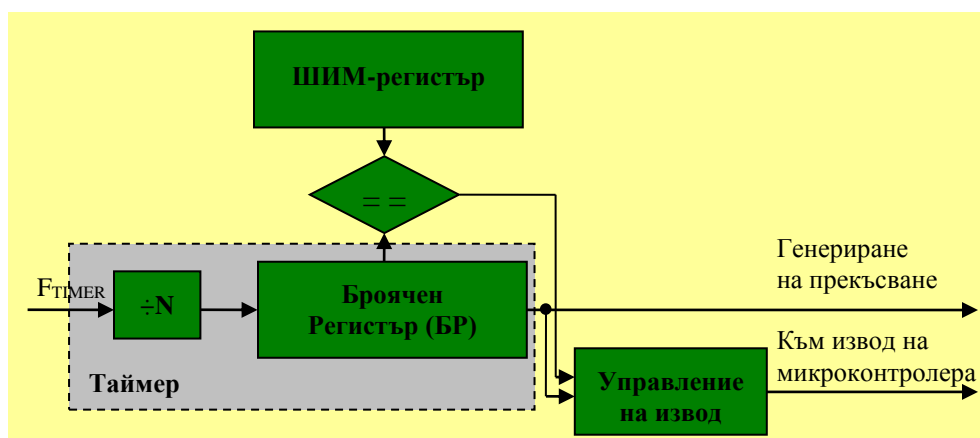 ШИМ-регистър
= =
Генериране
на прекъсване
FTIMER
÷N
Броячен
Регистър (БР)
Към извод на
микроконтролера
Таймер
Управление
на извод